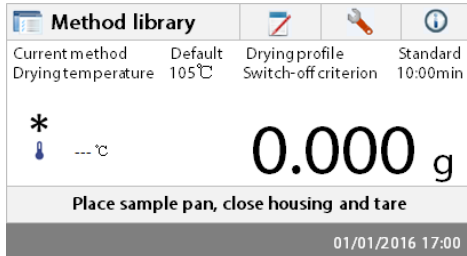 Method library
Current method Default Drying profile Standard
Drying temperature 105℃ Switch-off criterion 10:00min
*
--- ℃
0.000 g
Place sample pan, close housing and tare
01/01/2016 17:00